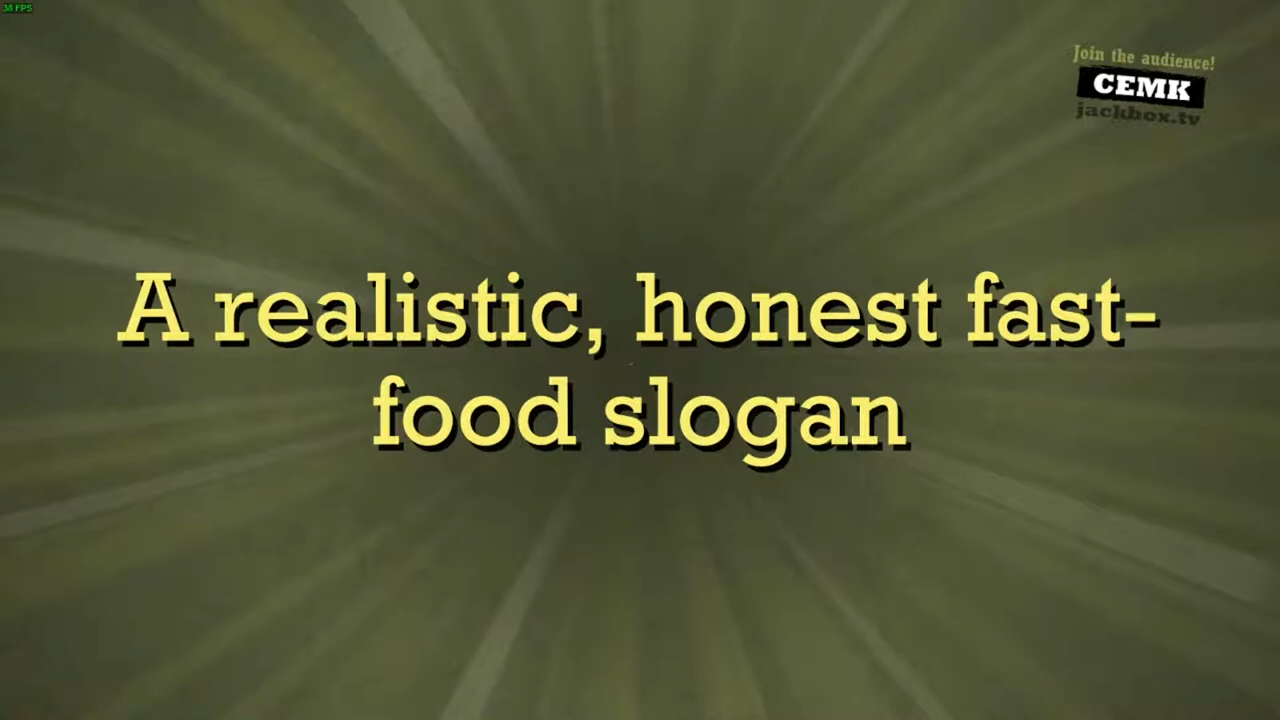 38 FPS
Join the audience!
CEMK
jackbox.tv
A realistic, honest fast-
food slogan